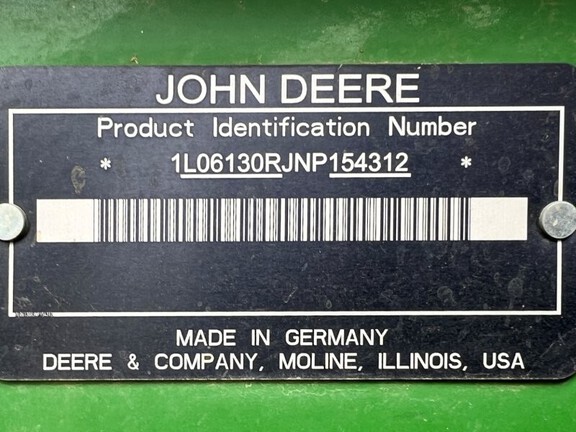 JOHN DEERE
Product Identification Number
* 1L06130RJNP154312 *
MADE IN GERMANY
DEERE & COMPANY, MOLINE, ILLINOIS, USA